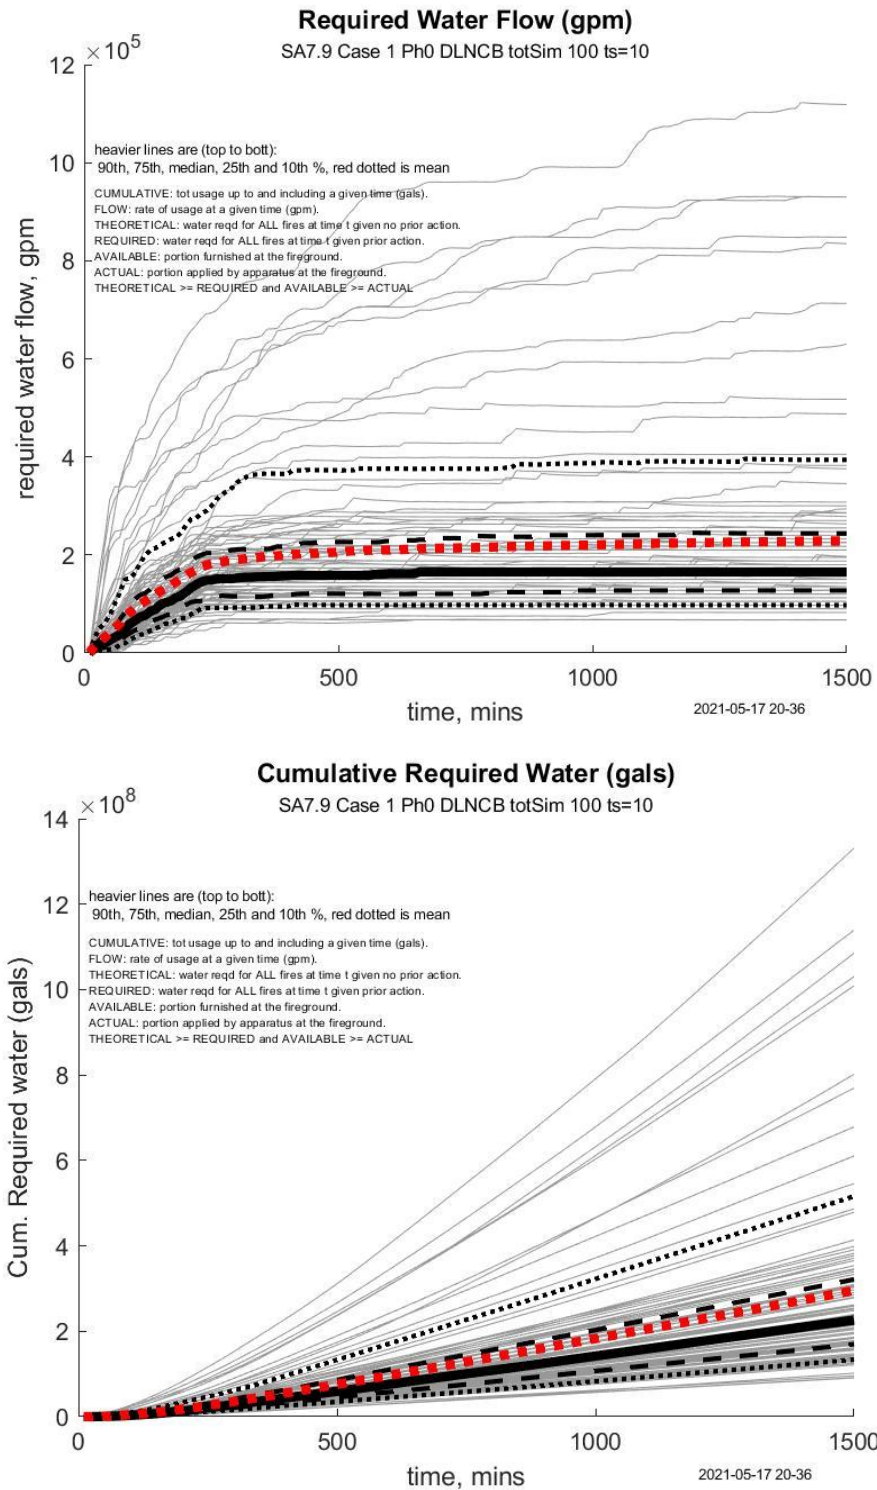 Required Water Flow (gpm)
SA7.9 Case 1 Ph0 DLNCB totSim 100 ts=10
×10^5
12
10
8
6
4
2
0
required water flow, gpm
heavier lines are (top to bott):
90th, 75th, median, 25th and 10th %, red dotted is mean
CUMULATIVE: tot usage up to and including a given time (gals).
FLOW: rate of usage at a given time (gpm).
THEORETICAL: water reqd for ALL fires at time t given no prior action.
REQUIRED: water reqd for ALL fires at time t given prior action.
AVAILABLE: portion furnished at the fireground.
ACTUAL: portion applied by apparatus at the fireground.
THEORETICAL >= REQUIRED and AVAILABLE >= ACTUAL
0 500 1000 1500
time, mins
2021-05-17 20-36
Cumulative Required Water (gals)
SA7.9 Case 1 Ph0 DLNCB totSim 100 ts=10
×10^8
14
12
10
8
6
4
2
0
Cum. Required water (gals)
heavier lines are (top to bott):
90th, 75th, median, 25th and 10th %, red dotted is mean
CUMULATIVE: tot usage up to and including a given time (gals).
FLOW: rate of usage at a given time (gpm).
THEORETICAL: water reqd for ALL fires at time t given no prior action.
REQUIRED: water reqd for ALL fires at time t given prior action.
AVAILABLE: portion furnished at the fireground.
ACTUAL: portion applied by apparatus at the fireground.
THEORETICAL >= REQUIRED and AVAILABLE >= ACTUAL
0 500 1000 1500
time, mins
2021-05-17 20-36